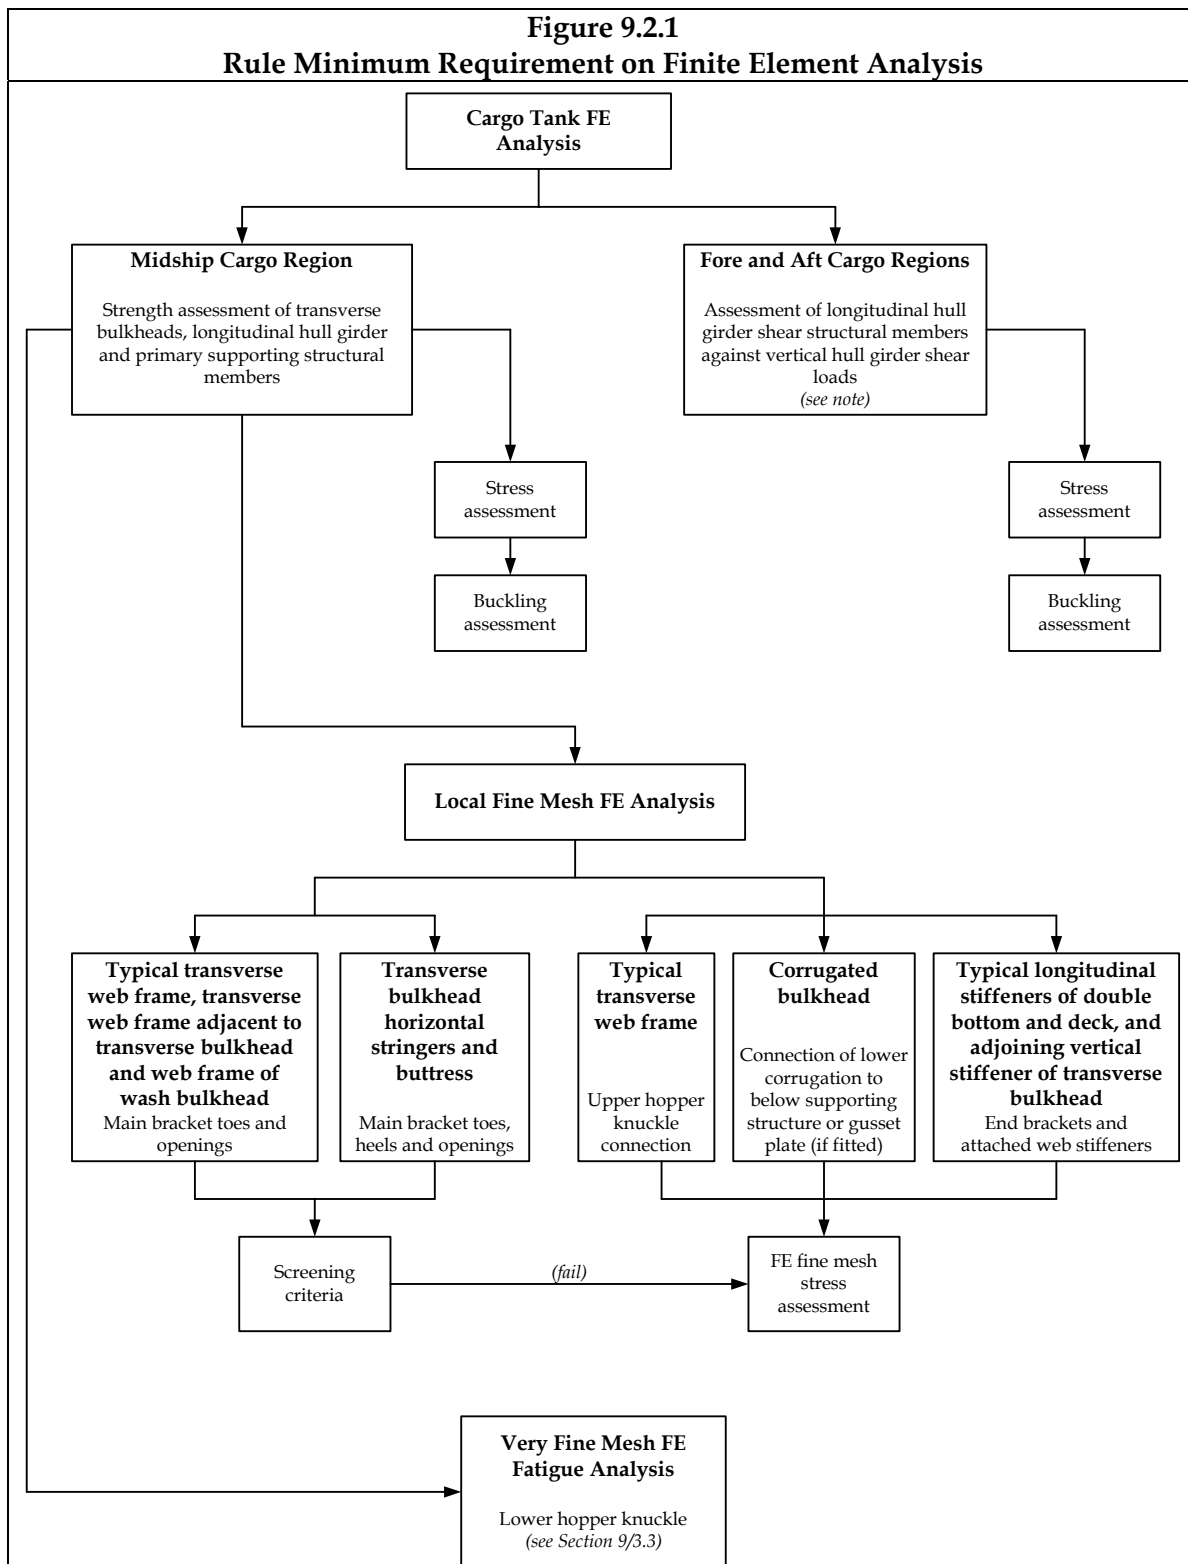 Figure 9.2.1
Rule Minimum Requirement on Finite Element Analysis
Cargo Tank FE
Analysis
Midship Cargo Region
Strength assessment of transverse
bulkheads, longitudinal hull girder
and primary supporting structural
members
Fore and Aft Cargo Regions
Assessment of longitudinal hull
girder shear structural members
against vertical hull girder shear
loads
(see note)
Stress
assessment
Stress
assessment
Buckling
assessment
Buckling
assessment
Local Fine Mesh FE Analysis
Typical transverse
web frame, transverse
web frame adjacent to
transverse bulkhead
and web frame of
wash bulkhead
Main bracket toes and
openings
Transverse
bulkhead
horizontal
stringers and
buttress
Main bracket toes,
heels and openings
Typical
transverse
web frame
Upper hopper
knuckle
connection
Corrugated
bulkhead
Connection of lower
corrugation to
below supporting
structure or gusset
plate (if fitted)
Typical longitudinal
stiffeners of double
bottom and deck, and
adjoining vertical
stiffener of transverse
bulkhead
End brackets and
attached web stiffeners
Screening
criteria
(fail)
FE fine mesh
stress
assessment
Very Fine Mesh FE
Fatigue Analysis
Lower hopper knuckle
(see Section 9/3.3)